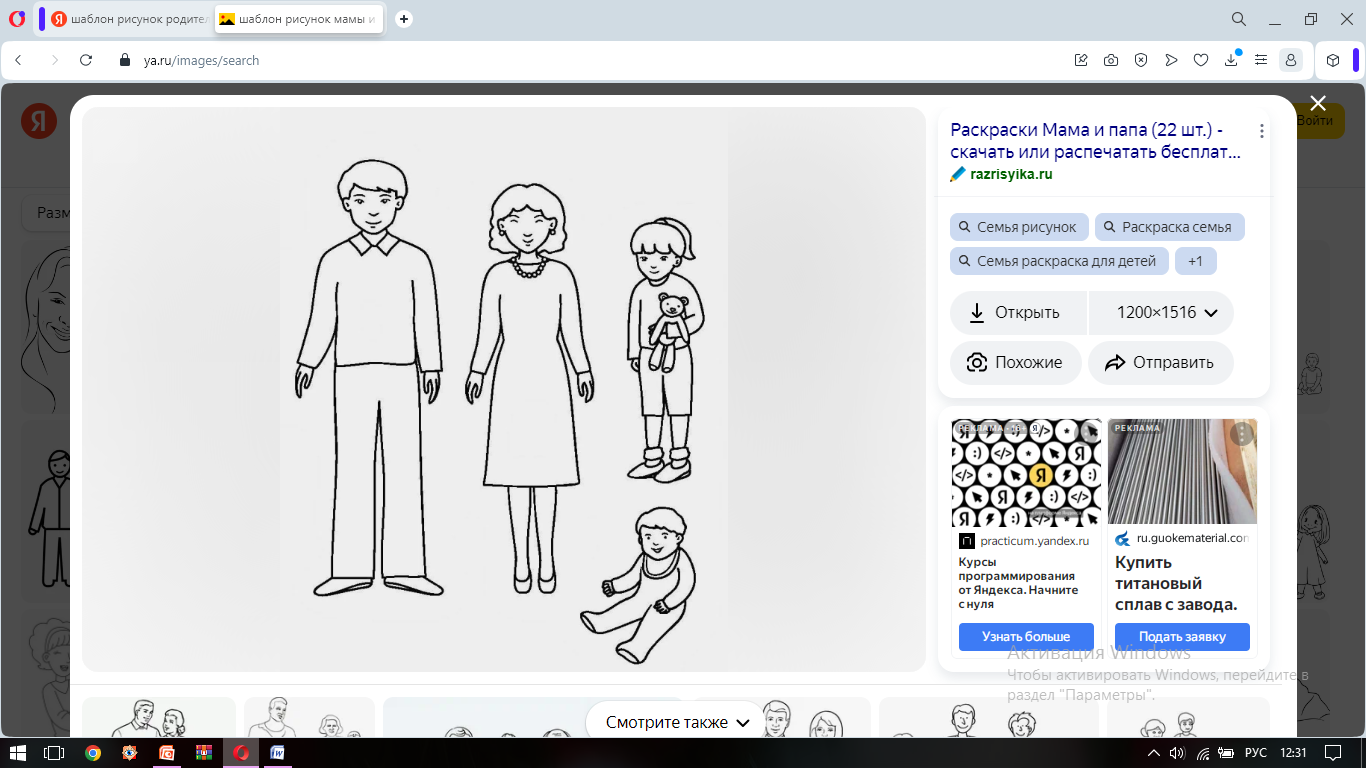 шаблон рисунок родител
шаблон рисунок мамы и
ya.ru/images/search
Я
Войти
Разм
Раскраски Мама и папа (22 шт.) -
скачать или распечатать бесплат...
razrisyika.ru
Семья рисунок
Раскраска семья
Семья раскраска для детей
+1
Открыть
1200×1516
Похожие
Отправить
РЕКЛАМА • 16+
РЕКЛАМА
practicum.yandex.ru
Курсы
программирования
от Яндекса. Начните
с нуля
Узнать больше
ru.guokematerial.con
Купить
титановый
сплав с завода.
Подать заявку
Активация Windows
Чтобы активировать Windows, перейдите в
раздел "Параметры".
Смотрите также
РУС
12:31